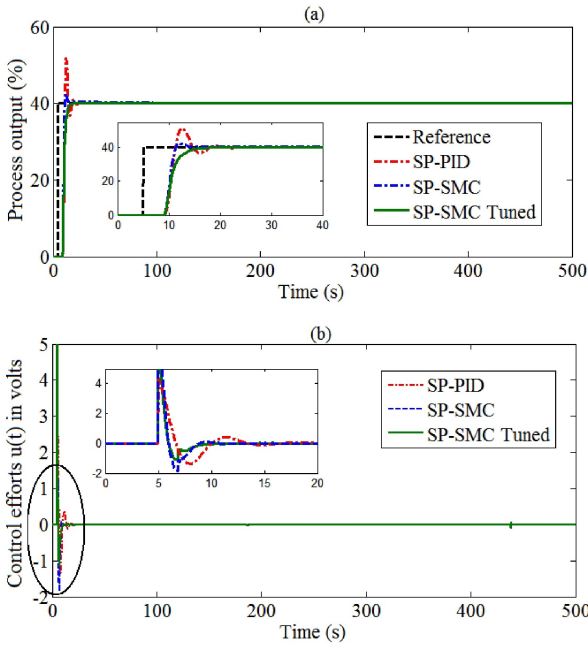 (a)
Process output (%)
60
40
20
0
40
30
20
10
0
0 10 20 30 40
Reference
SP-PID
SP-SMC
SP-SMC Tuned
0 100 200 300 400 500
Time (s)
(b)
Control efforts u(t) in volts
5
4
3
2
1
0
-1
-2
4
2
0
-2
0 5 10 15 20
SP-PID
SP-SMC
SP-SMC Tuned
0 100 200 300 400 500
Time (s)